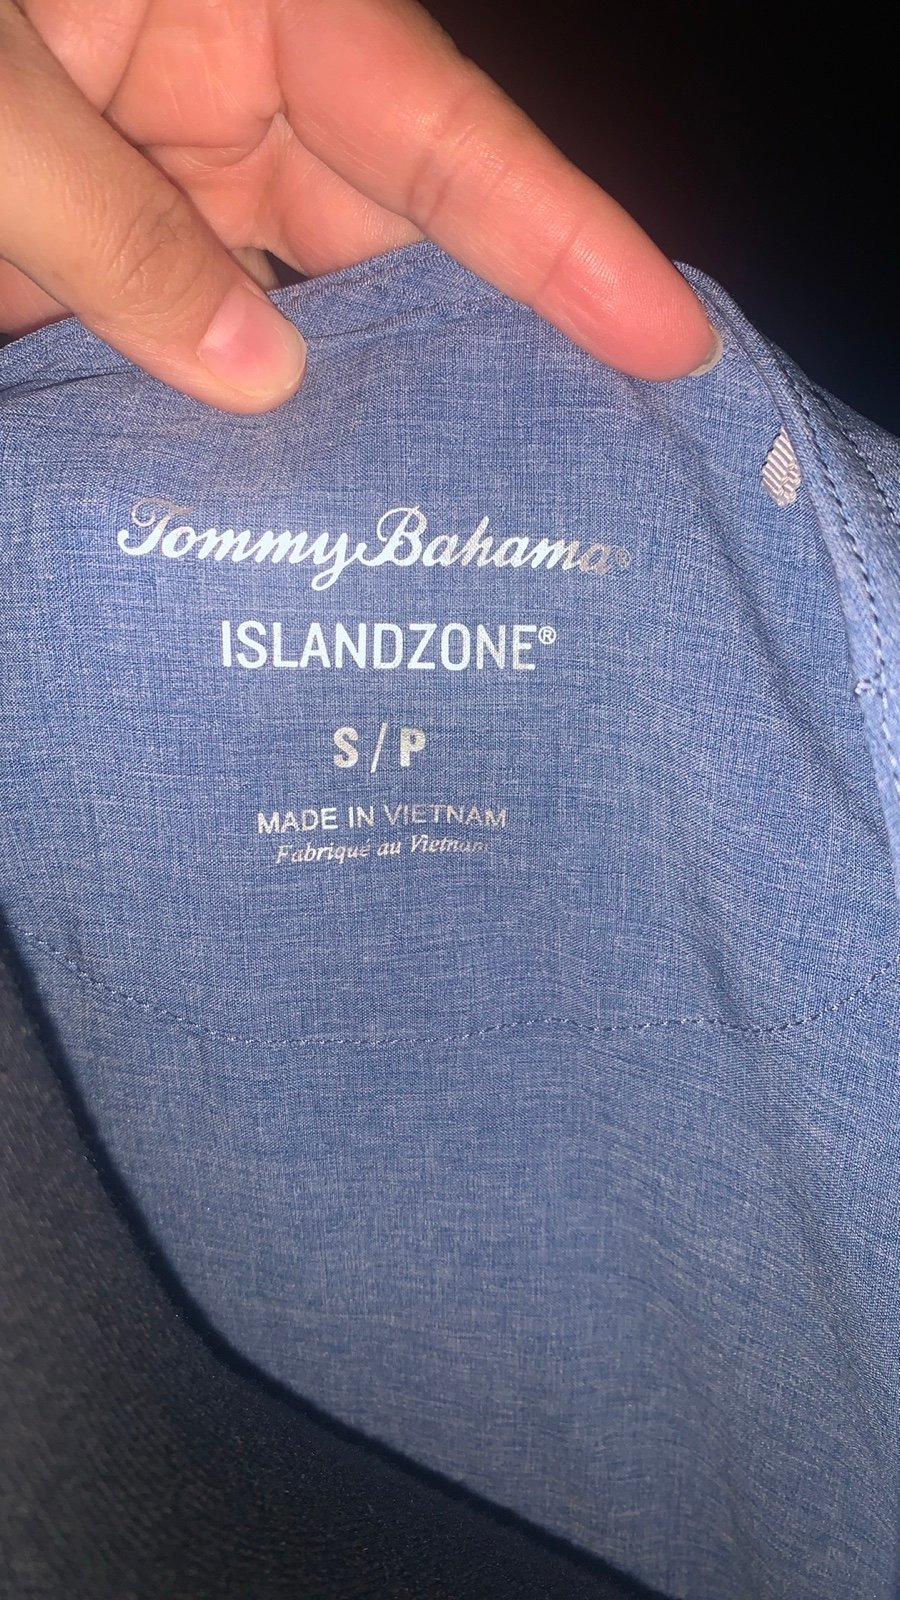 Tommy Bahama®
ISLANDZONE®
S/P
MADE IN VIETNAM
Fabriqué au Vietnam